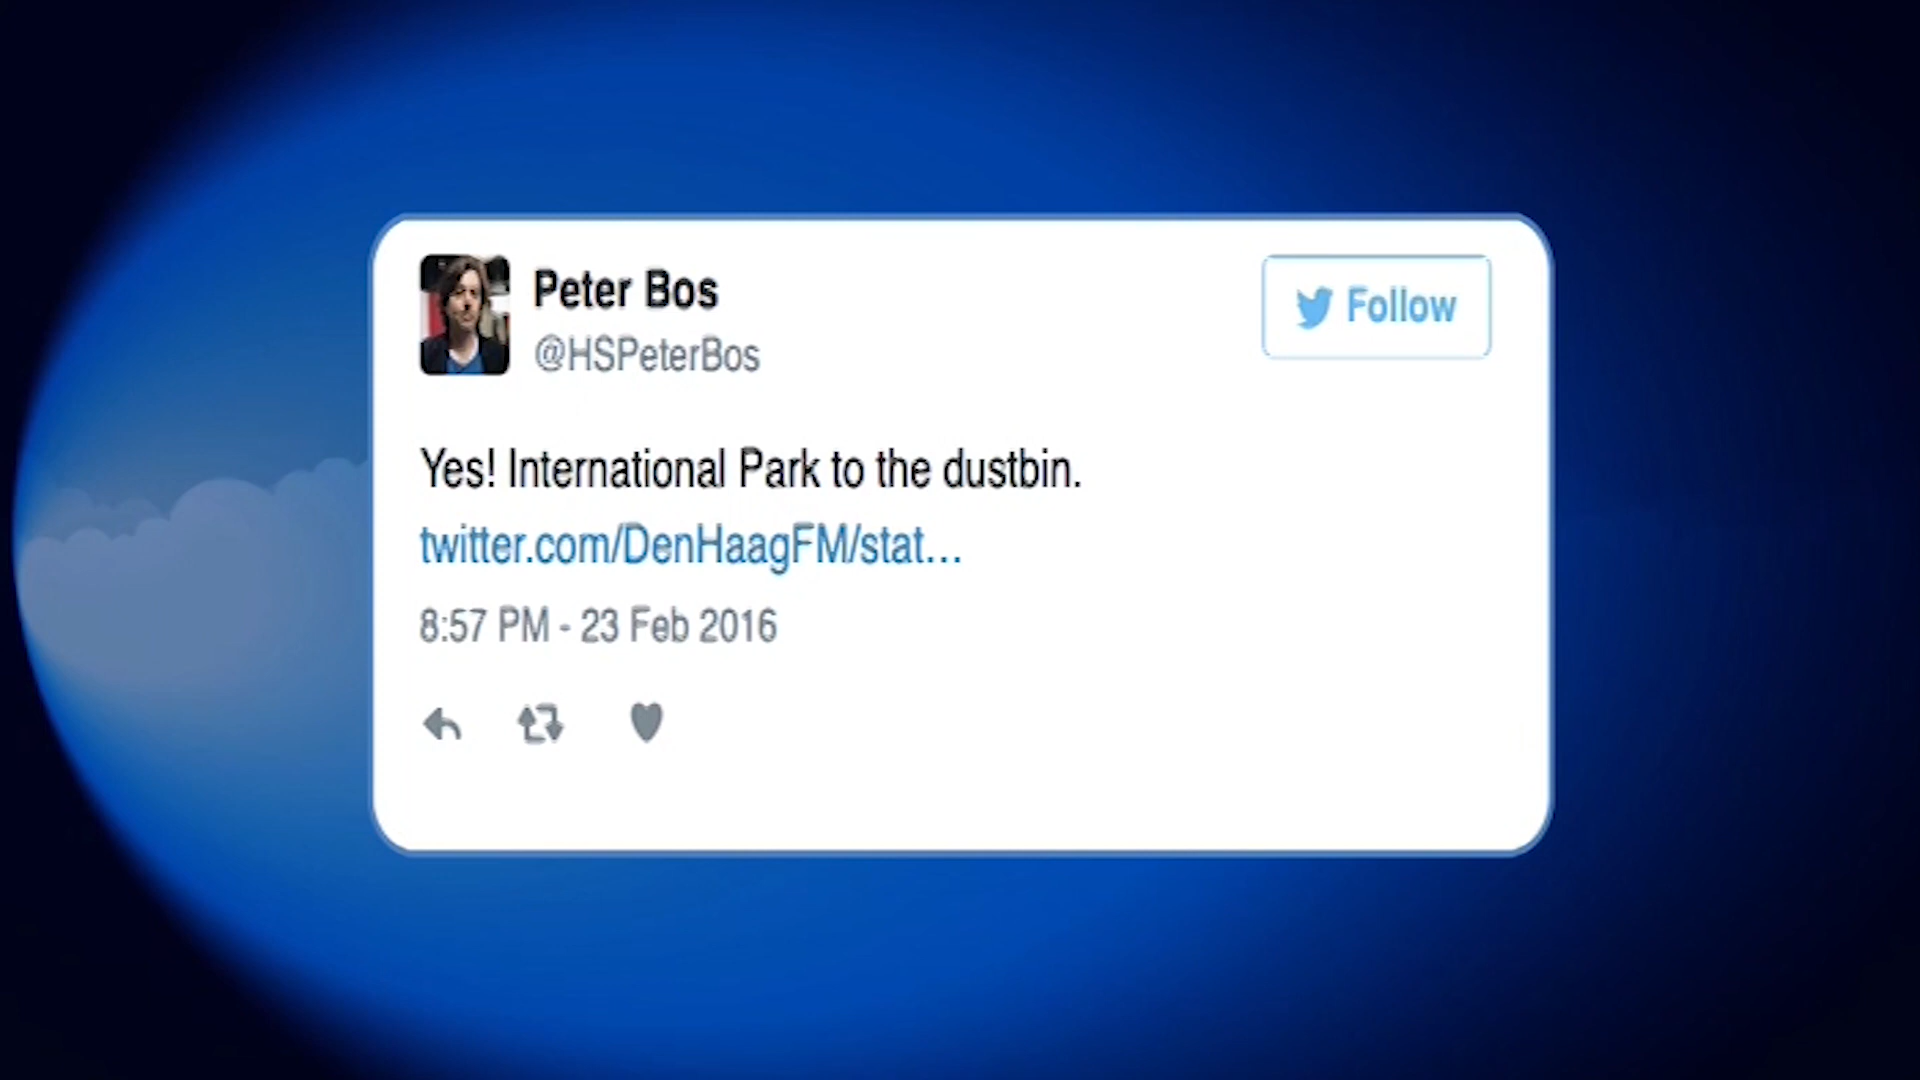 Peter Bos
@HSPeterBos
Follow
Yes! International Park to the dustbin.
twitter.com/DenHaagFM/stat...
8:57 PM - 23 Feb 2016